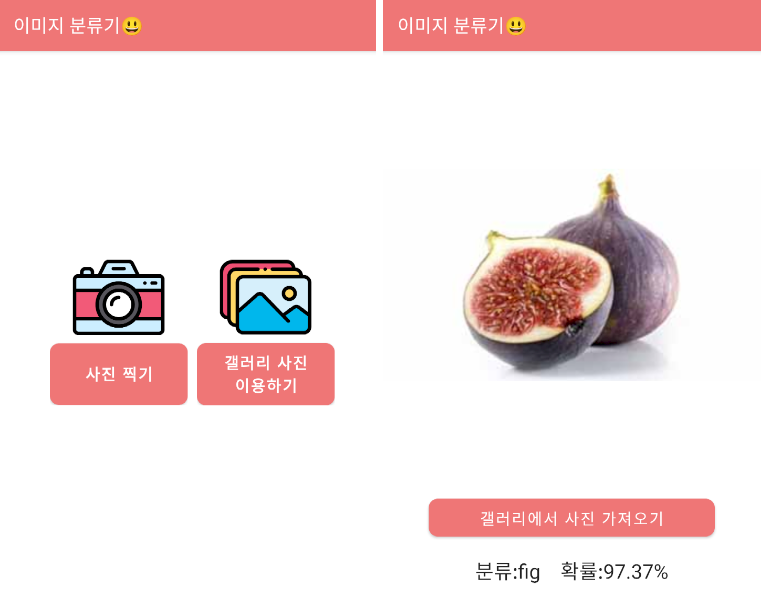 이미지 분류기😃
사진 찍기
갤러리 사진
이용하기
이미지 분류기😃
갤러리에서 사진 가져오기
분류:fig 확률:97.37%